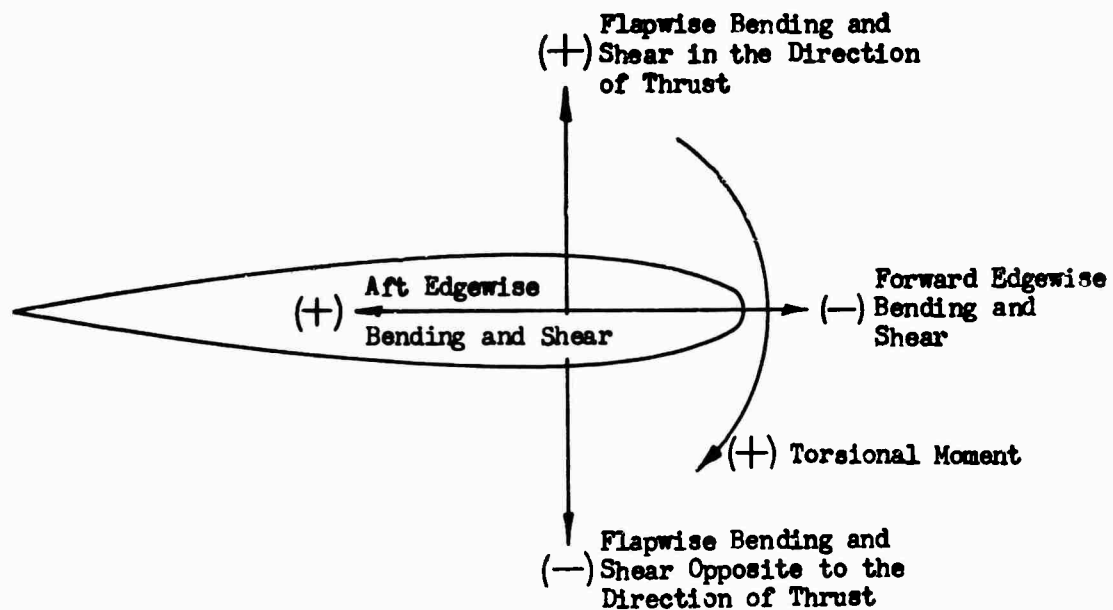 (+) Flapwise Bending and
Shear in the Direction
of Thrust
(+) Aft Edgewise
Bending and Shear
(—) Forward Edgewise
Bending and
Shear
(+) Torsional Moment
(—) Flapwise Bending and
Shear Opposite to the
Direction of Thrust